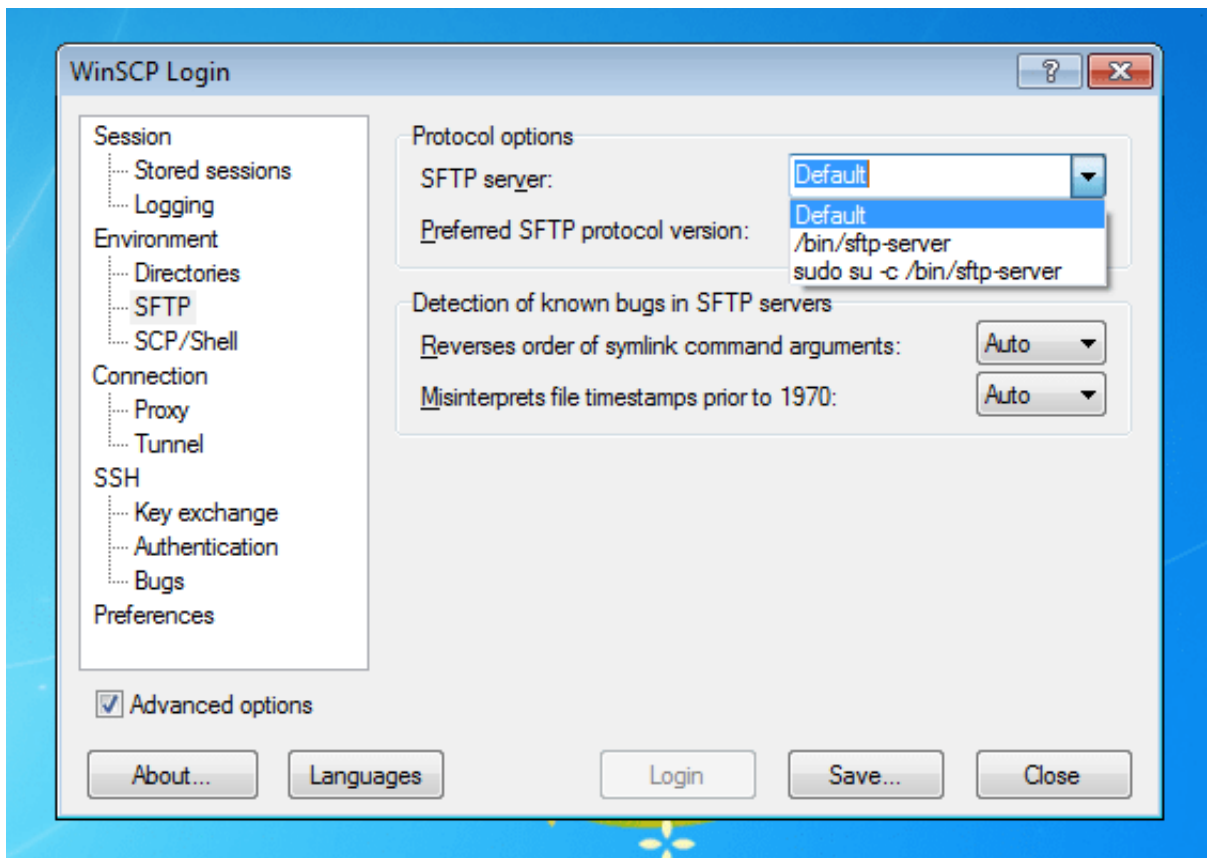 WinSCP Login
Session
Stored sessions
Logging
Environment
Directories
SFTP
SCP/Shell
Connection
Proxy
Tunnel
SSH
Key exchange
Authentication
Bugs
Preferences
Advanced options
Protocol options
SFTP server: Default
Default
Preferred SFTP protocol version:
/bin/sftp-server
sudo su -c /bin/sftp-server
Detection of known bugs in SFTP servers
Reverses order of symlink command arguments: Auto
Misinterprets file timestamps prior to 1970: Auto
About... Languages Login Save... Close